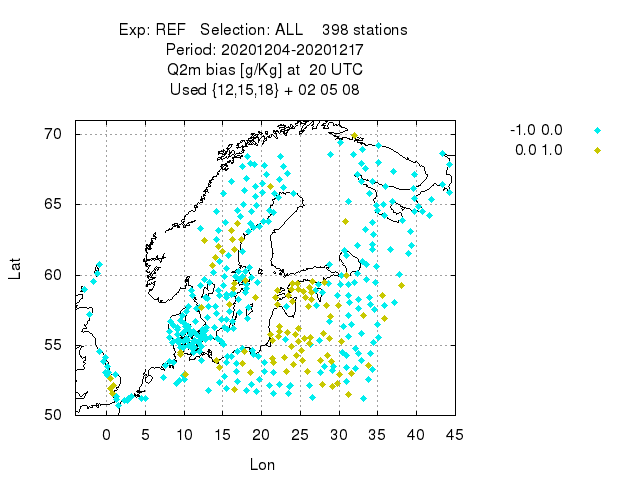 Exp: REF Selection: ALL 398 stations
Period: 20201204-20201217
Q2m bias [g/Kg] at 20 UTC
Used {12,15,18} + 02 05 08
-1.0 0.0
0.0 1.0
70
65
60
55
50
Lat
0 5 10 15 20 25 30 35 40 45
Lon